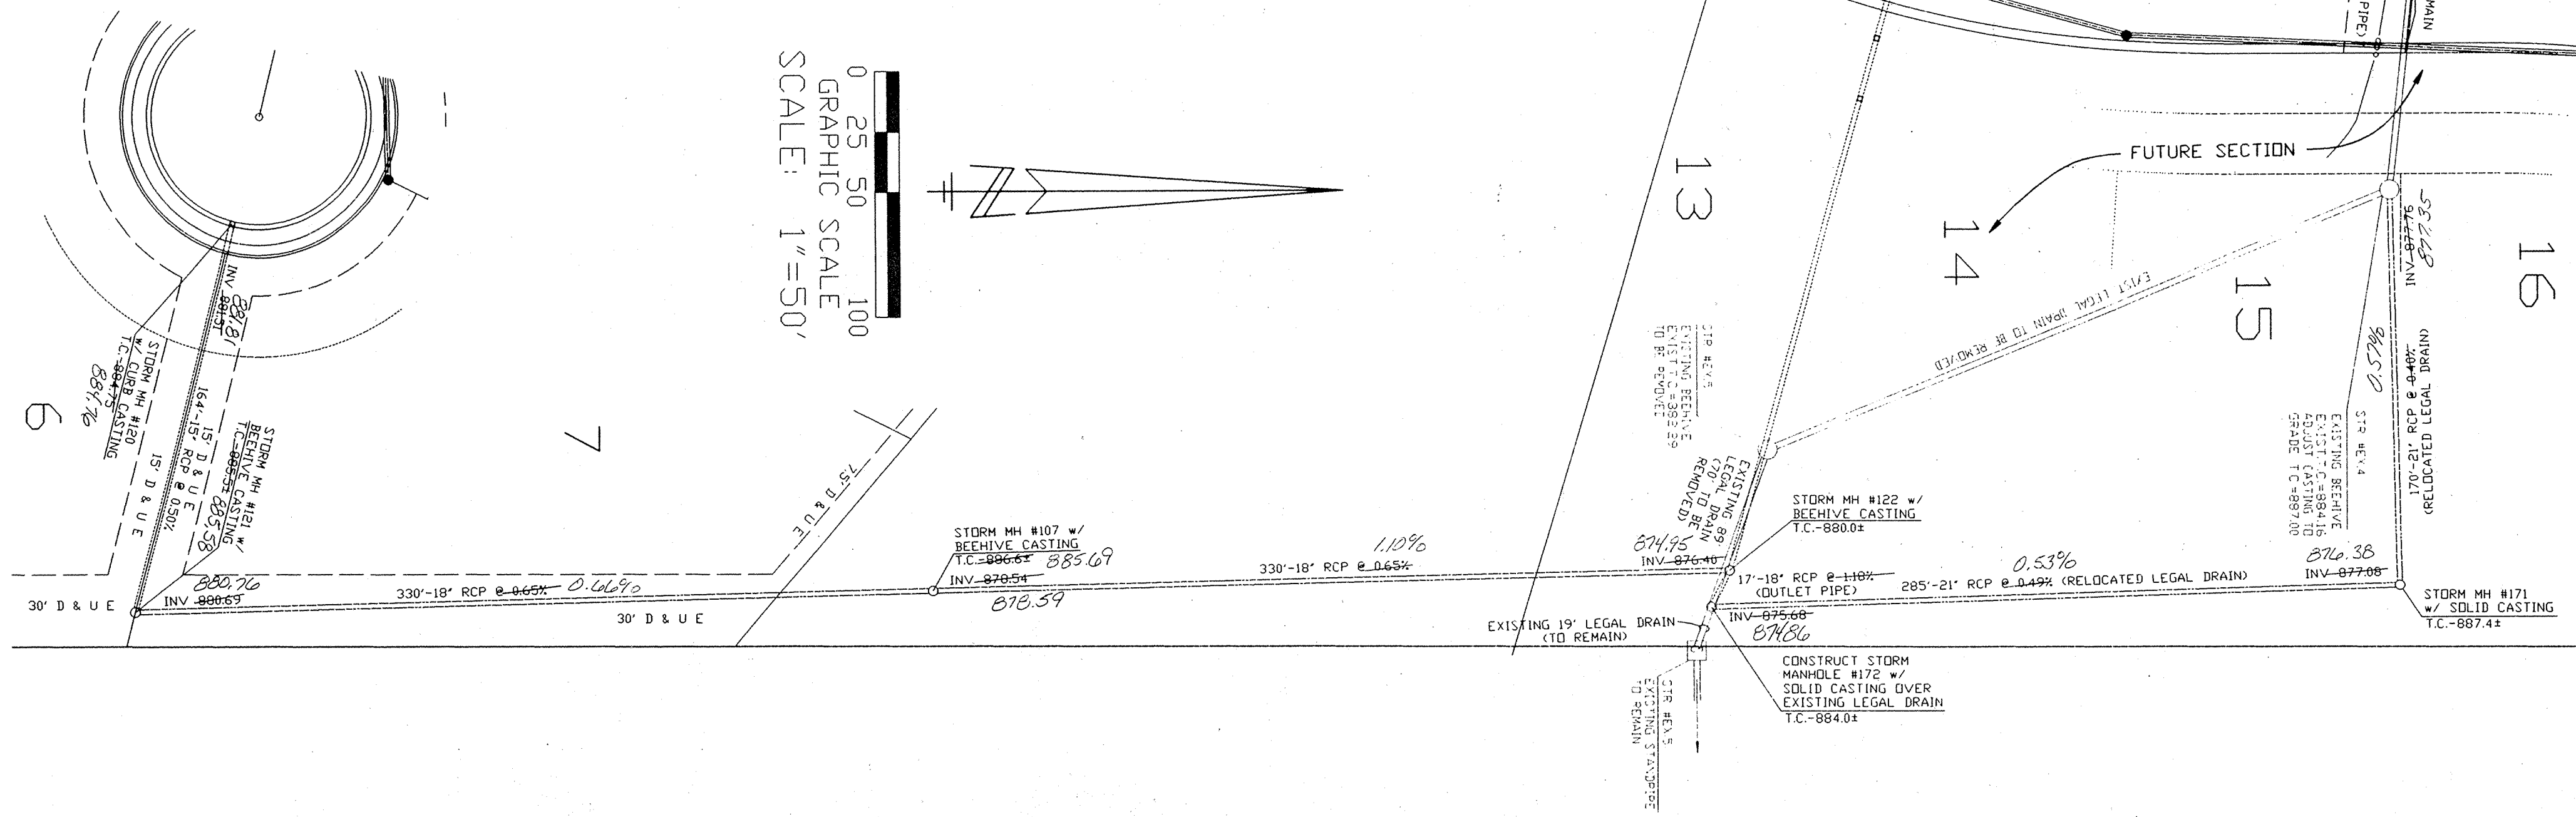 6
7
13
14
15
16
INV 881.51
881.81
STORM MH #120
w/ CURB CASTING
T.C.-884.75
884.76
15' D & U E
164'-15" RCP @ 0.50%
15' D & U E
STORM MH #121 w/
BEEHIVE CASTING
T.C.-885.5± 885.58
880.76
INV 880.69
30' D & U E
330'-18" RCP @ 0.65% 0.66%
30' D & U E
7.5' D & U E
0 25 50 100
GRAPHIC SCALE
SCALE: 1"=50'
N
STORM MH #107 w/
BEEHIVE CASTING
T.C.-886.6± 885.69
INV 878.54
878.59
1.10%
330'-18" RCP @ 0.65%
874.95
INV 876.40
STR #EX.6
EXISTING BEEHIVE
TO BE REMOVED
EXISTING 89'
LEGAL DRAIN
(70' TO BE
REMOVED)
STORM MH #122 w/
BEEHIVE CASTING
T.C.-880.0±
17'-18" RCP @ 1.18%
(OUTLET PIPE)
EXISTING 19' LEGAL DRAIN
(TO REMAIN)
INV 875.68
874.86
CONSTRUCT STORM
MANHOLE #172 w/
SOLID CASTING OVER
EXISTING LEGAL DRAIN
T.C.-884.0±
STR #EX.5
EXISTING STANDPIPE
TO REMAIN
0.53%
285'-21" RCP @ 0.49% (RELOCATED LEGAL DRAIN)
876.38
INV 877.08
STORM MH #171
w/ SOLID CASTING
T.C.-887.4±
STR #EX.4
EXISTING BEEHIVE
EXIST. T.C.=884.16
ADJUST CASTING TO
GRADE TC=887.00
0.57%
170'-21" RCP @ 0.40%
(RELOCATED LEGAL DRAIN)
INV 877.76
877.35
EXIST LEGAL DRAIN TO BE REMOVED
FUTURE SECTION
PIPE)
MAIN